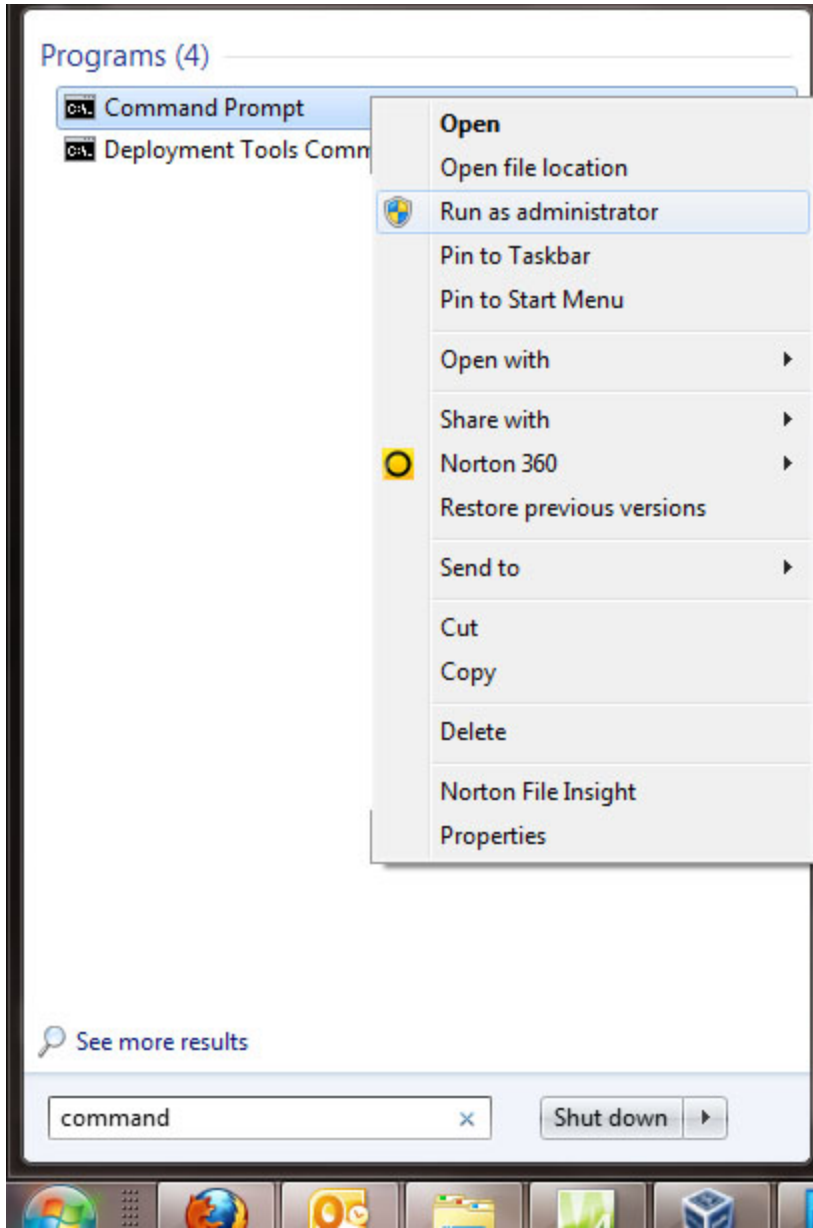 Programs (4)
Command Prompt
Deployment Tools Comm
Open
Open file location
Run as administrator
Pin to Taskbar
Pin to Start Menu
Open with
Share with
Norton 360
Restore previous versions
Send to
Cut
Copy
Delete
Norton File Insight
Properties
See more results
command
Shut down